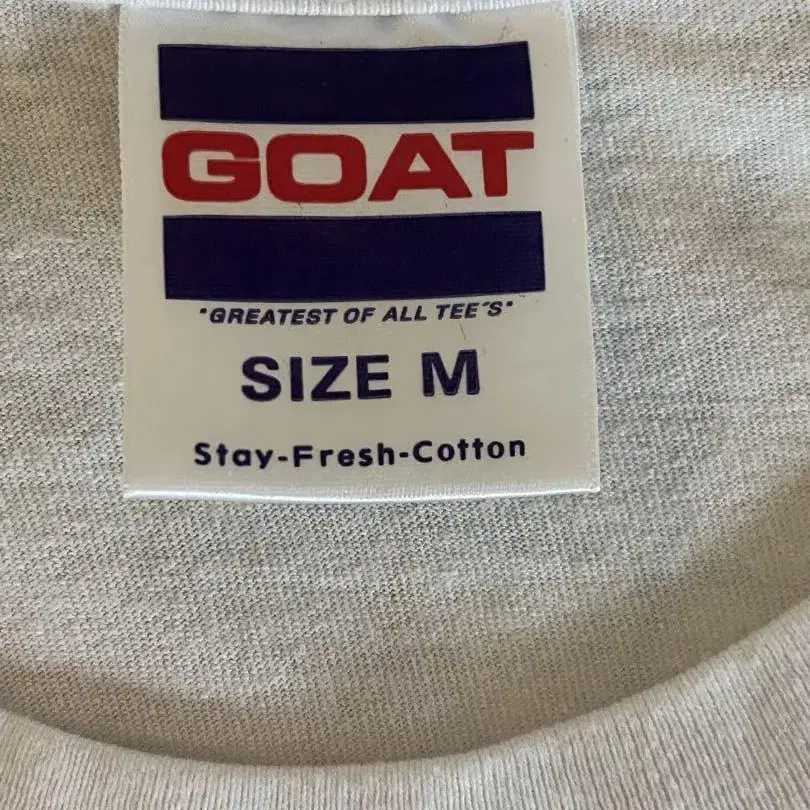 GOAT
"GREATEST OF ALL TEE'S"
SIZE M
Stay-Fresh-Cotton